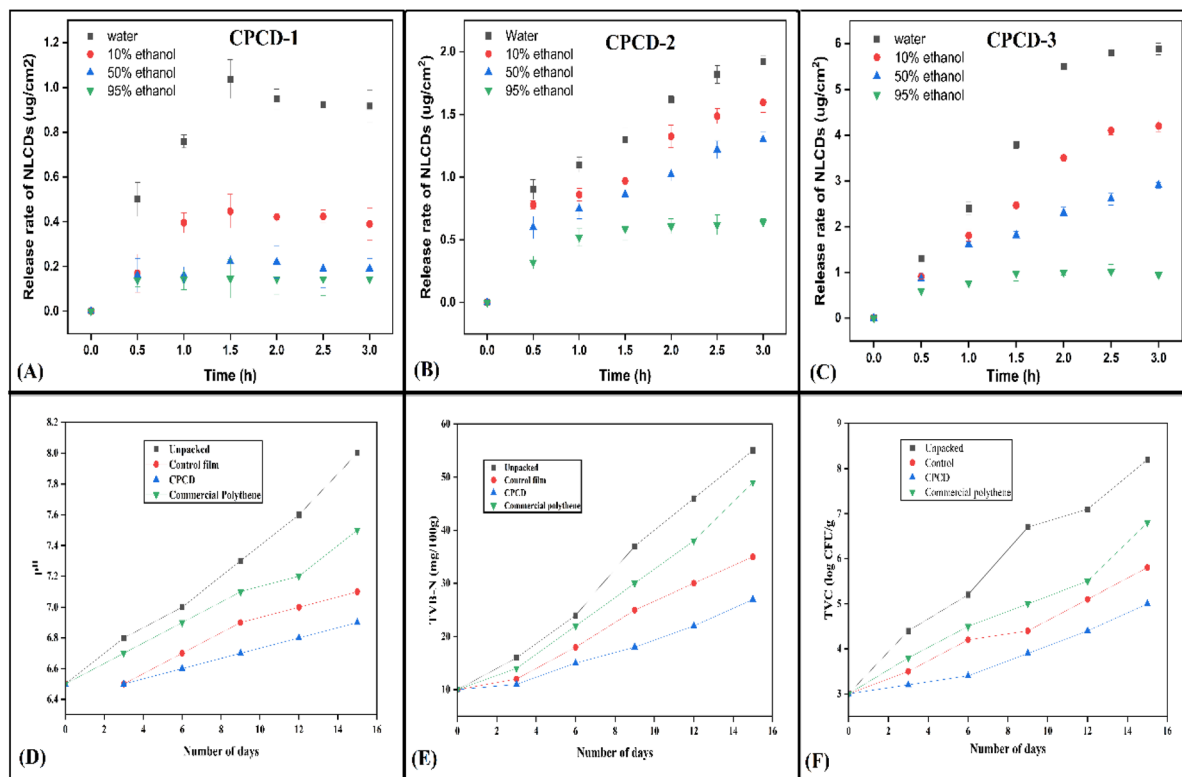 CPCD-1
water
10% ethanol
50% ethanol
95% ethanol
Release rate of NLCDs (ug/cm2)
1.2
1.0
0.8
0.6
0.4
0.2
0.0
0.0 0.5 1.0 1.5 2.0 2.5 3.0
Time (h)
(A)
CPCD-2
Water
10% ethanol
50% ethanol
95% ethanol
Release rate of NLCDs (ug/cm²)
2.0
1.5
1.0
0.5
0.0
0.0 0.5 1.0 1.5 2.0 2.5 3.0
Time (h)
(B)
CPCD-3
water
10% ethanol
50% ethanol
95% ethanol
Release rate of NLCDs (ug/cm²)
6
5
4
3
2
1
0
0.0 0.5 1.0 1.5 2.0 2.5 3.0
Time (h)
(C)
Unpacked
Control film
CPCD
Commercial Polythene
pH
8.2
8.0
7.8
7.6
7.4
7.2
7.0
6.8
6.6
6.4
0 2 4 6 8 10 12 14 16
Number of days
(D)
Unpacked
Control film
CPCD
Commercial polythene
TVB-N (mg/100g)
60
50
40
30
20
10
0 2 4 6 8 10 12 14 16
Number of days
(E)
Unpacked
Control
CPCD
Commercial polythene
TVC (log CFU/g
9
8
7
6
5
4
3
0 2 4 6 8 10 12 14 16
Number of days
(F)